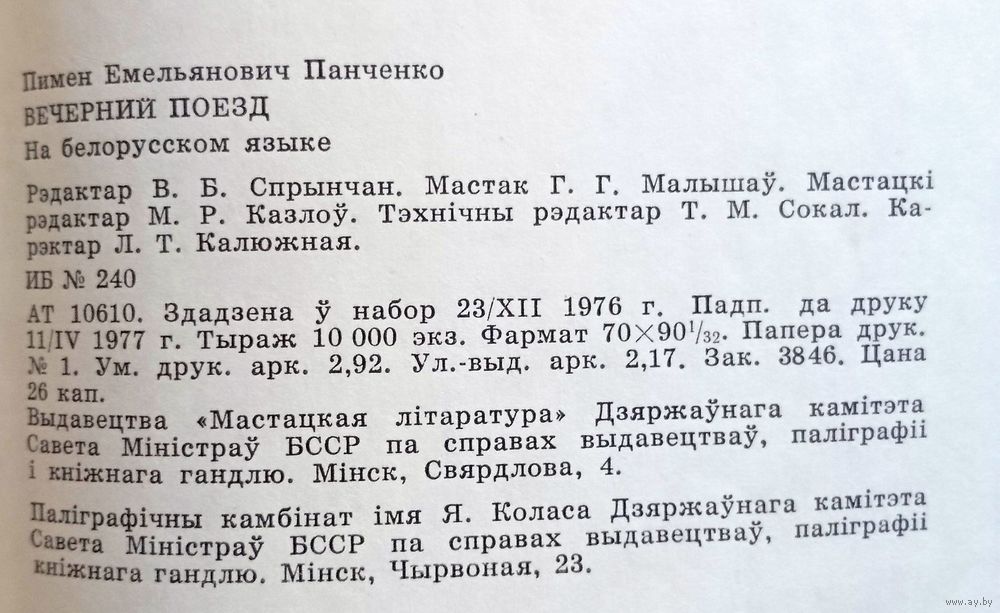 Пимен Емельянович Панченко
ВЕЧЕРНИЙ ПОЕЗД
На белорусском языке
Рэдактар В. Б. Спрынчан. Мастак Г. Г. Малышаў. Мастацкі
рэдактар М. Р. Казлоў. Тэхнічны рэдактар Т. М. Сокал. Ка-
рэктар Л. Т. Калюжная.
ИБ № 240
АТ 10610. Здадзена ў набор 23/XII 1976 г. Падп. да друку
11/IV 1977 г. Тыраж 10 000 экз. Фармат 70×90¹/₃₂. Папера друк.
№ 1. Ум. друк. арк. 2,92. Ул.-выд. арк. 2,17. Зак. 3846. Цана
26 кап.
Выдавецтва «Мастацкая літаратура» Дзяржаўнага камітэта
Савета Міністраў БССР па справах выдавецтваў, паліграфіі
і кніжнага гандлю. Мінск, Свярдлова, 4.
Паліграфічны камбінат імя Я. Коласа Дзяржаўнага камітэта
Савета Міністраў БССР па справах выдавецтваў, паліграфіі
кніжнага гандлю. Мінск, Чырвоная, 23.
www.ay.by